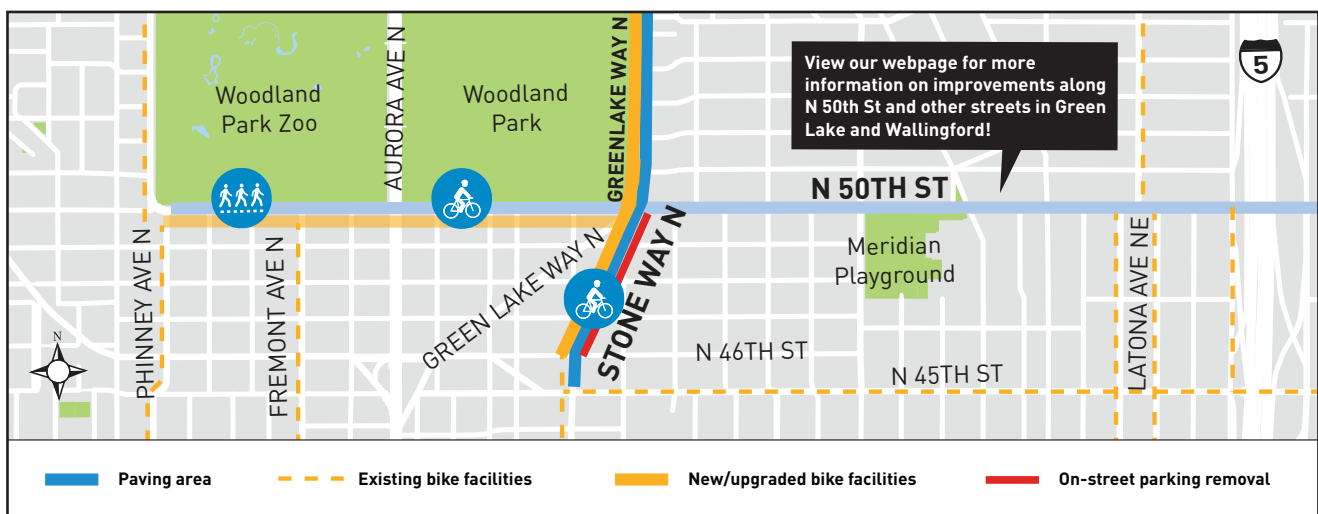 Woodland
Park Zoo
AURORA AVE N
Woodland
Park
GREENLAKE WAY N
View our webpage for more
information on improvements along
N 50th St and other streets in Green
Lake and Wallingford!
5
N 50TH ST
PHINNEY AVE N
FREMONT AVE N
GREEN LAKE WAY N
STONE WAY N
Meridian
Playground
LATONA AVE NE
N 46TH ST
N 45TH ST
N
Paving area
Existing bike facilities
New/upgraded bike facilities
On-street parking removal